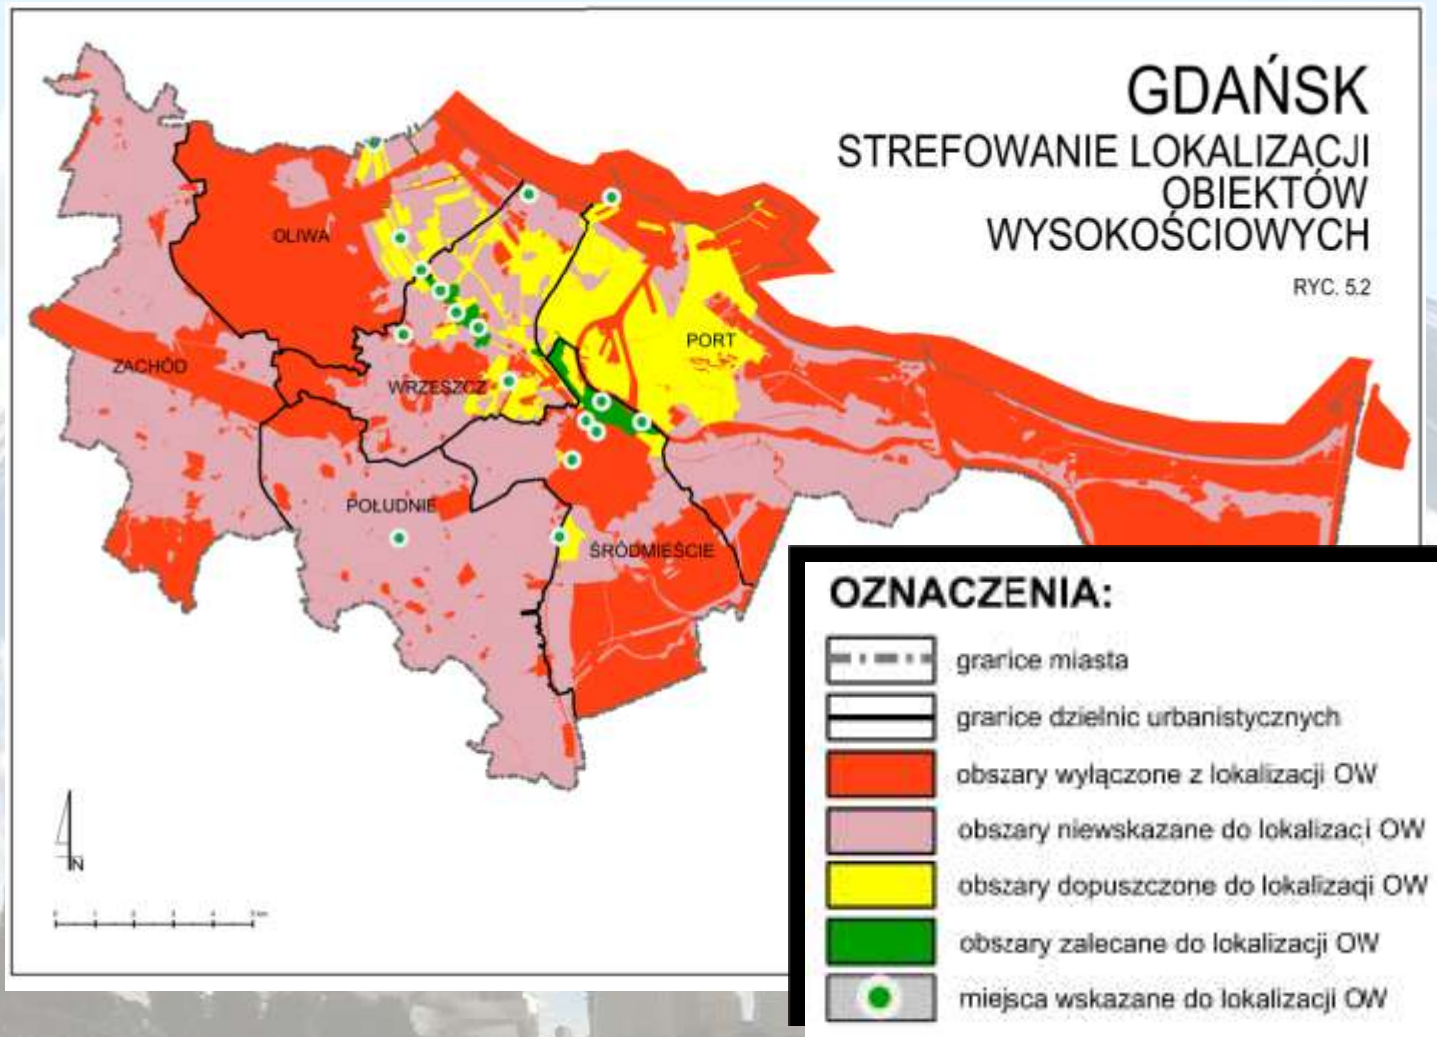 GDAŃSK
STREFOWANIE LOKALIZACJI
OBIEKTÓW
WYSOKOŚCIOWYCH
RYC. 5.2
OLIWA
PORT
ZACHÓD
WRZESZCZ
POŁUDNIE
ŚRÓDMIEŚCIE
N
OZNACZENIA:
granice miasta
granice dzielnic urbanistycznych
obszary wyłączone z lokalizacji OW
obszary niewskazane do lokalizaci OW
obszary dopuszczone do lokalizacji OW
obszary zalecane do lokalizacji OW
miejsca wskazane do lokalizacji OW